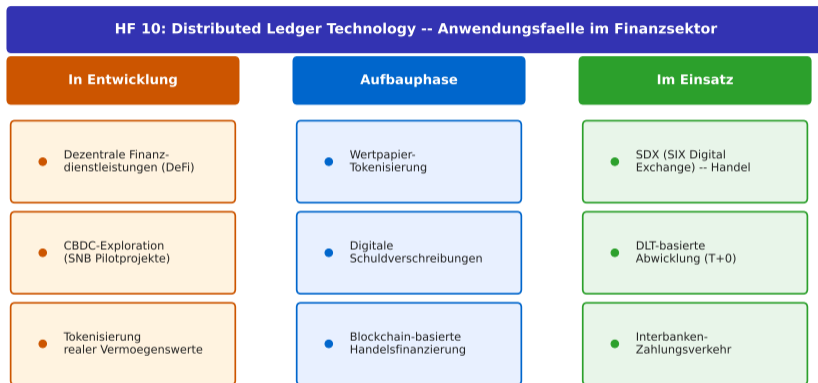 HF 10: Distributed Ledger Technology -- Anwendungsfaelle im Finanzsektor
In Entwicklung
Dezentrale Finanz-
dienstleistungen (DeFi)
CBDC-Exploration
(SNB Pilotprojekte)
Tokenisierung
realer Vermoegenswerte
Aufbauphase
Wertpapier-
Tokenisierung
Digitale
Schuldverschreibungen
Blockchain-basierte
Handelsfinanzierung
Im Einsatz
SDX (SIX Digital
Exchange) -- Handel
DLT-basierte
Abwicklung (T+0)
Interbanken-
Zahlungsverkehr